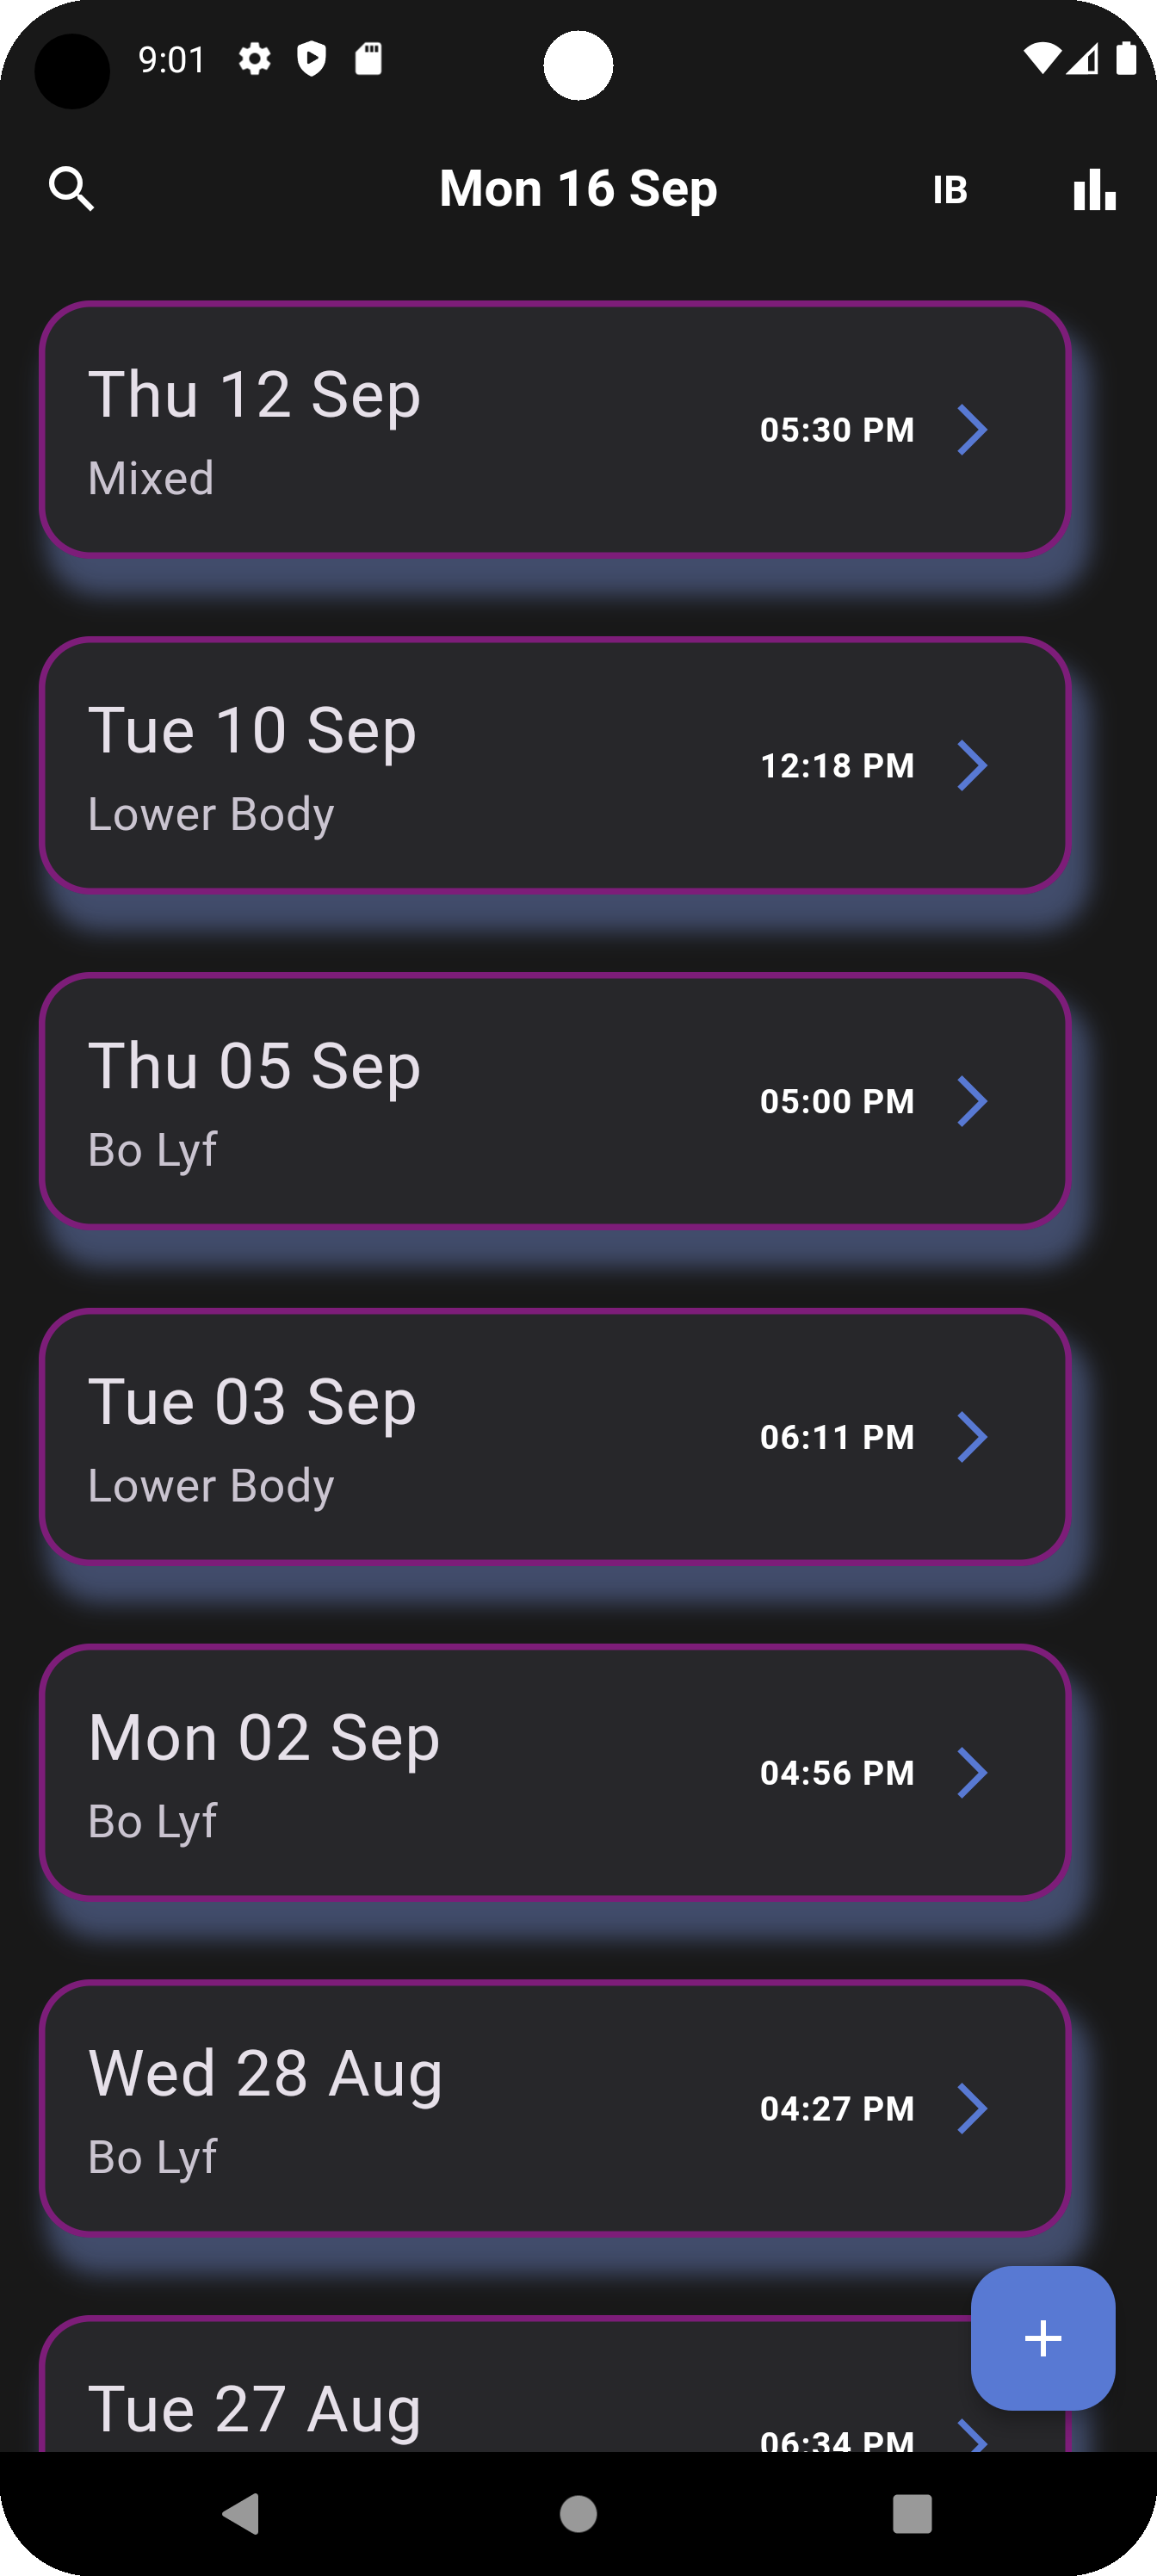 9:01
Mon 16 Sep IB
Thu 12 Sep
05:30 PM
Mixed
Tue 10 Sep
12:18 PM
Lower Body
Thu 05 Sep
05:00 PM
Bo Lyf
Tue 03 Sep
06:11 PM
Lower Body
Mon 02 Sep
04:56 PM
Bo Lyf
Wed 28 Aug
04:27 PM
Bo Lyf
Tue 27 Aug
06:34 PM